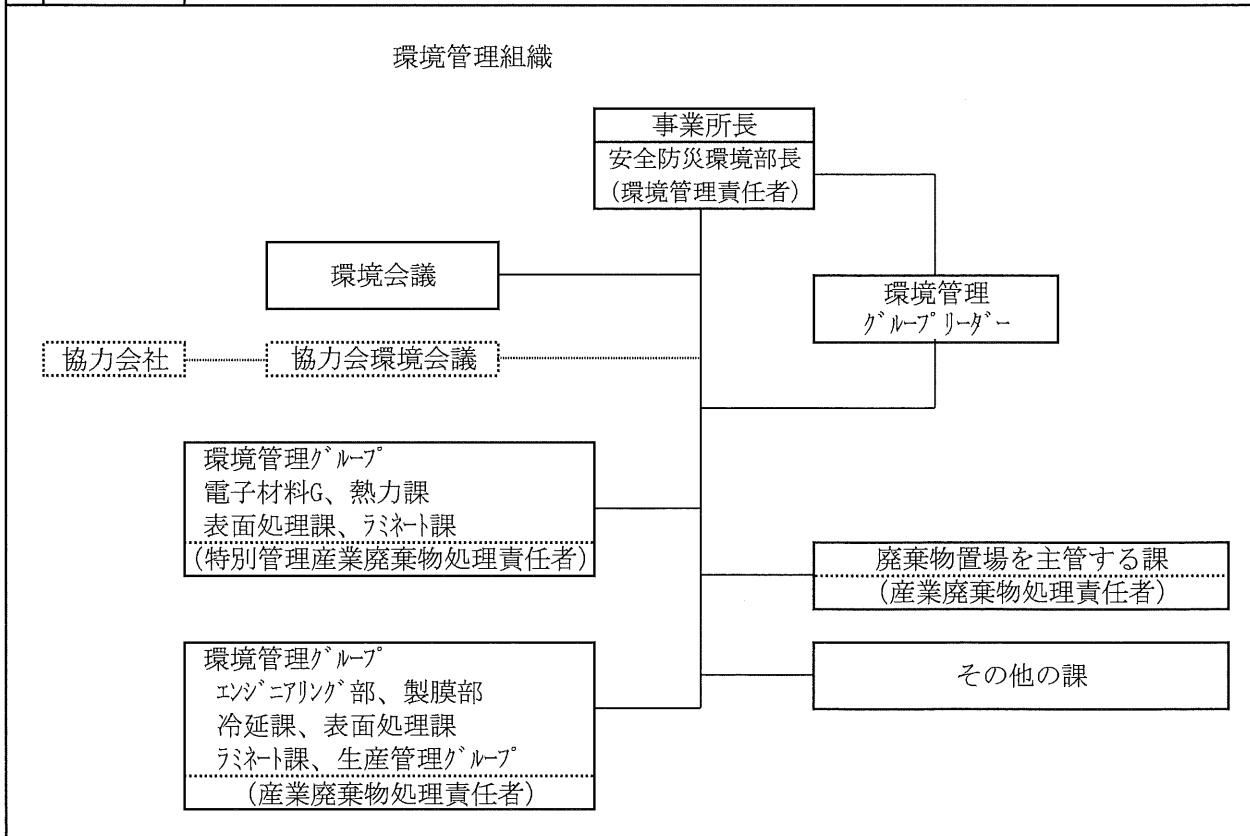 環境管理組織
事業所長
安全防災環境部長
(環境管理責任者)
環境会議
環境管理
ｸﾞﾙｰﾌﾟﾘｰﾀﾞｰ
協力会社
協力会環境会議
環境管理ｸﾞﾙｰﾌﾟ
電子材料G、熱力課
表面処理課、ﾗﾐﾈｰﾄ課
(特別管理産業廃棄物処理責任者)
廃棄物置場を主管する課
(産業廃棄物処理責任者)
環境管理ｸﾞﾙｰﾌﾟ
ｴﾝｼﾞﾆｱﾘﾝｸﾞ部、製膜部
冷延課、表面処理課
ﾗﾐﾈｰﾄ課、生産管理ｸﾞﾙｰﾌﾟ
(産業廃棄物処理責任者)
その他の課